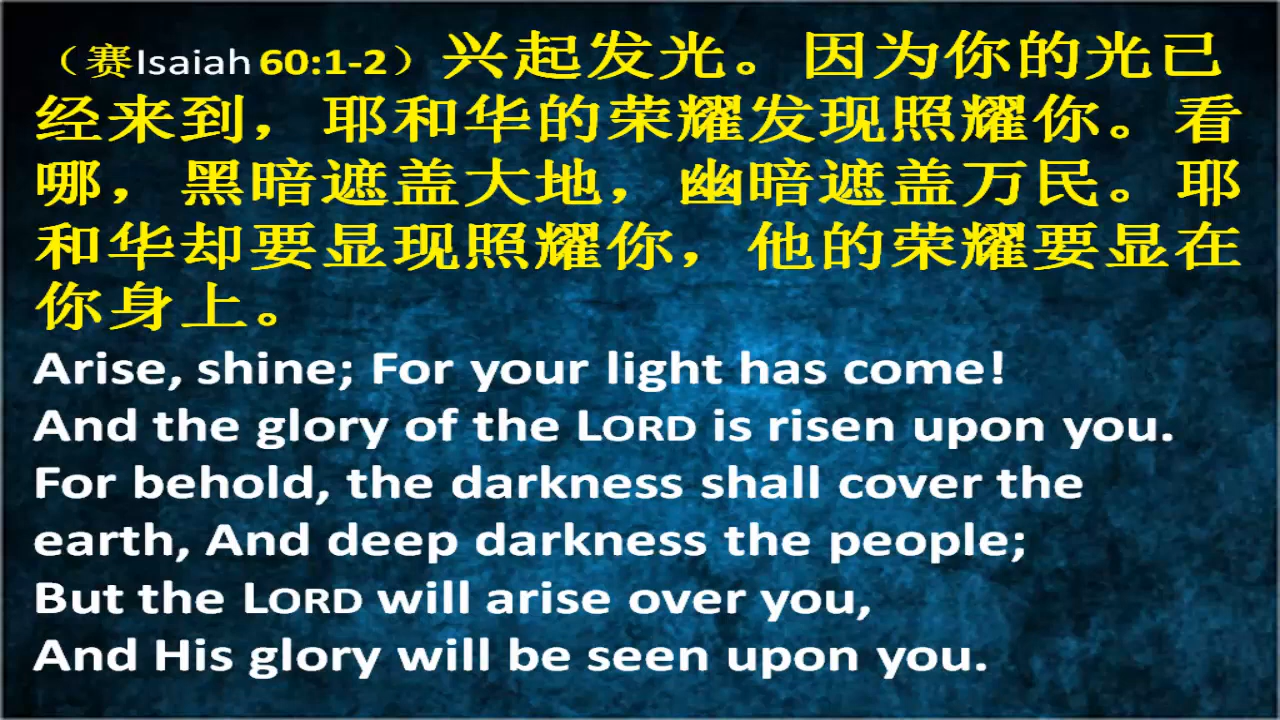 （赛Isaiah 60:1-2）兴起发光。因为你的光已
经来到，耶和华的荣耀发现照耀你。看
哪，黑暗遮盖大地，幽暗遮盖万民。耶
和华却要显现照耀你，他的荣耀要显在
你身上。
Arise, shine; For your light has come!
And the glory of the LORD is risen upon you.
For behold, the darkness shall cover the
earth, And deep darkness the people;
But the LORD will arise over you,
And His glory will be seen upon you.